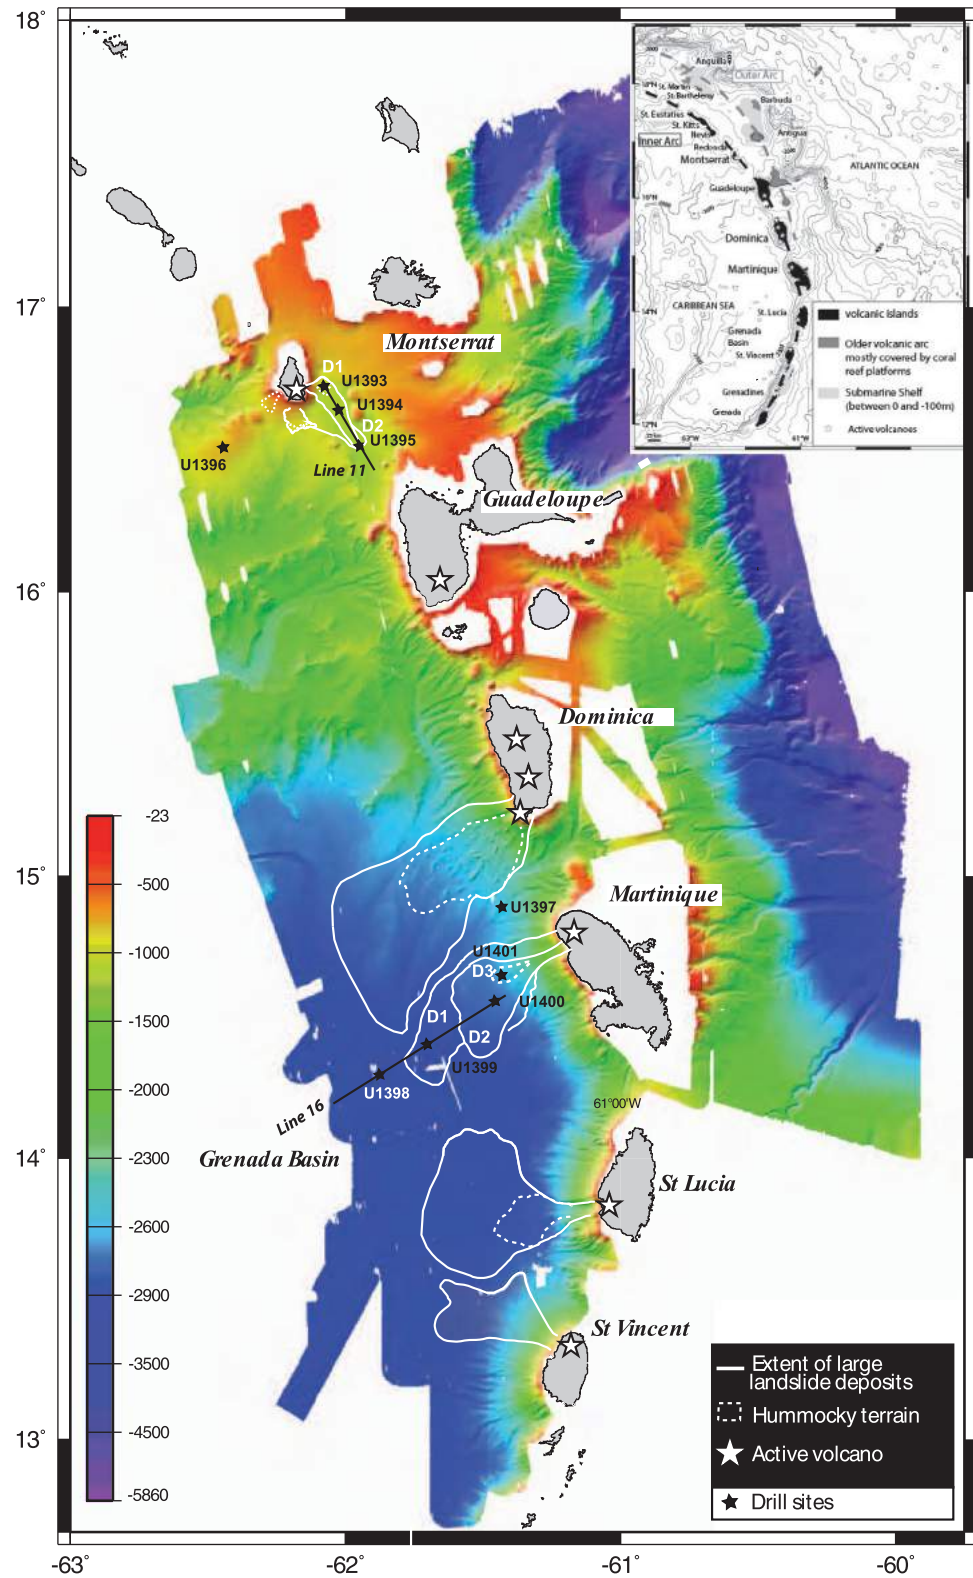 18°
17°
16°
15°
14°
13°
-63°
-62°
-61°
-60°
Montserrat
D1
U1393
U1394
D2
U1395
U1396
Line 11
Guadeloupe
Dominica
Martinique
U1397
U1401
D3
U1400
D1
D2
U1399
U1398
Line 16
Grenada Basin
61°00'W
St Lucia
St Vincent
-23
-500
-1000
-1500
-2000
-2300
-2600
-2900
-3500
-4500
-5860
Extent of large
landslide deposits
Hummocky terrain
Active volcano
Drill sites
Anguilla
Outer Arc
St. Martin
St. Barthelemy
Barbuda
St. Eustatius
St. Kitts
Nevis
Antigua
Inner Arc
Redonda
Montserrat
ATLANTIC OCEAN
Guadeloupe
16°N
Dominica
Martinique
CARIBBEAN SEA
14°N
St. Lucia
Grenada
Basin
St. Vincent
Grenadines
Grenada
12°N
63°W
61°W
volcanic islands
Older volcanic arc
mostly covered by coral
reef platforms
Submarine Shelf
(between 0 and -100m)
Active volcanoes